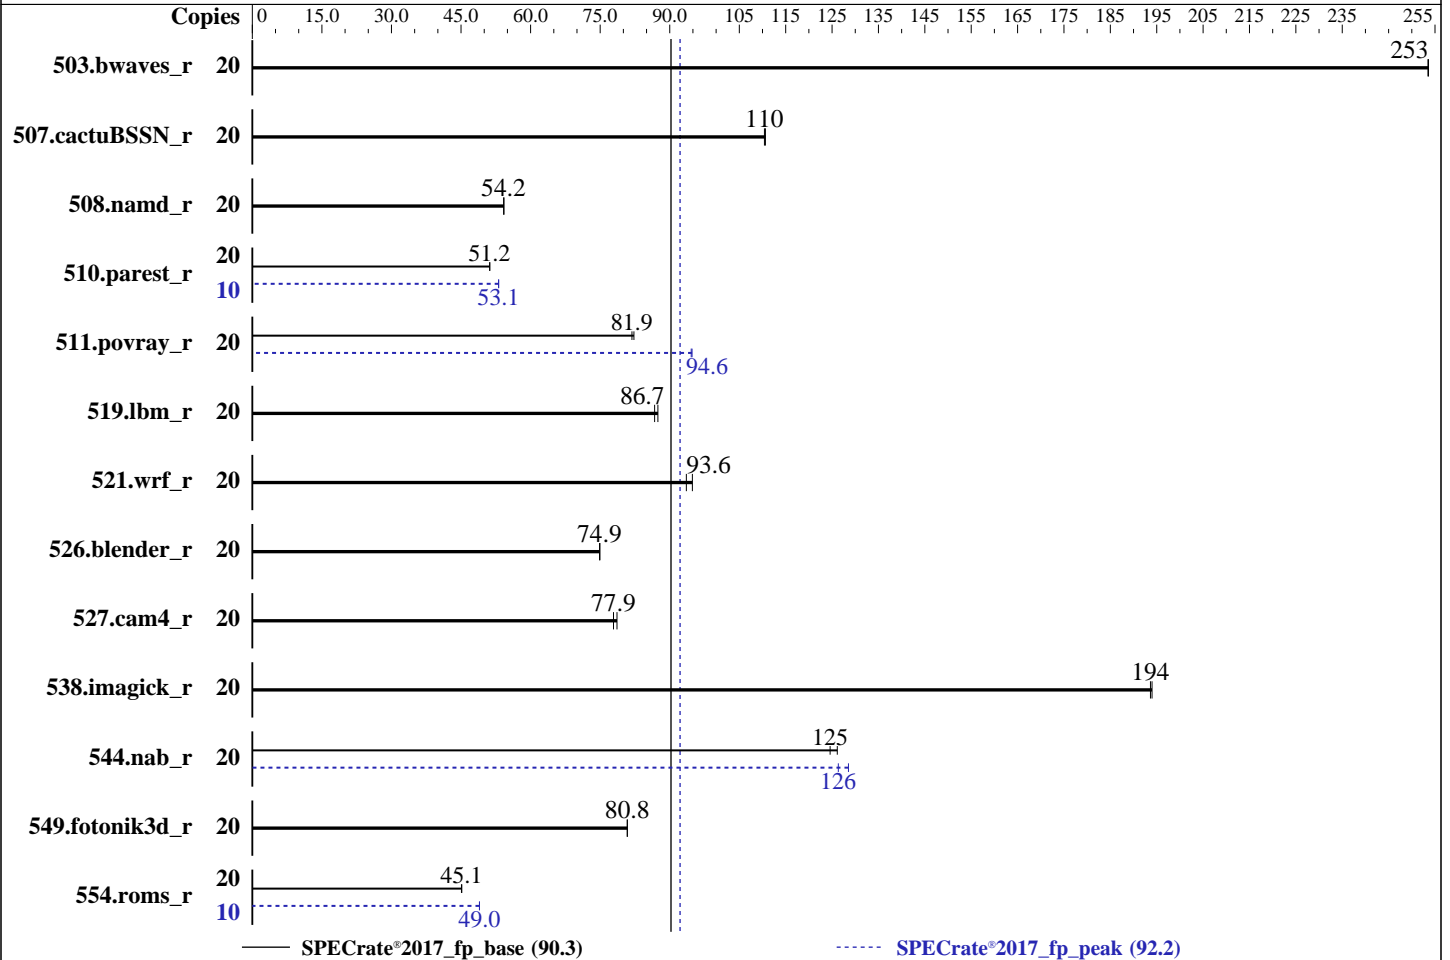 Copies 0 15.0 30.0 45.0 60.0 75.0 90.0 105 115 125 135 145 155 165 175 185 195 205 215 225 235 255
253
503.bwaves_r 20
110
507.cactuBSSN_r 20
54.2
508.namd_r 20
20 51.2
510.parest_r
10 53.1
81.9
511.povray_r 20
94.6
86.7
519.lbm_r 20
93.6
521.wrf_r 20
74.9
526.blender_r 20
77.9
527.cam4_r 20
194
538.imagick_r 20
125
544.nab_r 20
126
80.8
549.fotonik3d_r 20
20 45.1
554.roms_r
10 49.0
SPECrate®2017_fp_base (90.3) SPECrate®2017_fp_peak (92.2)